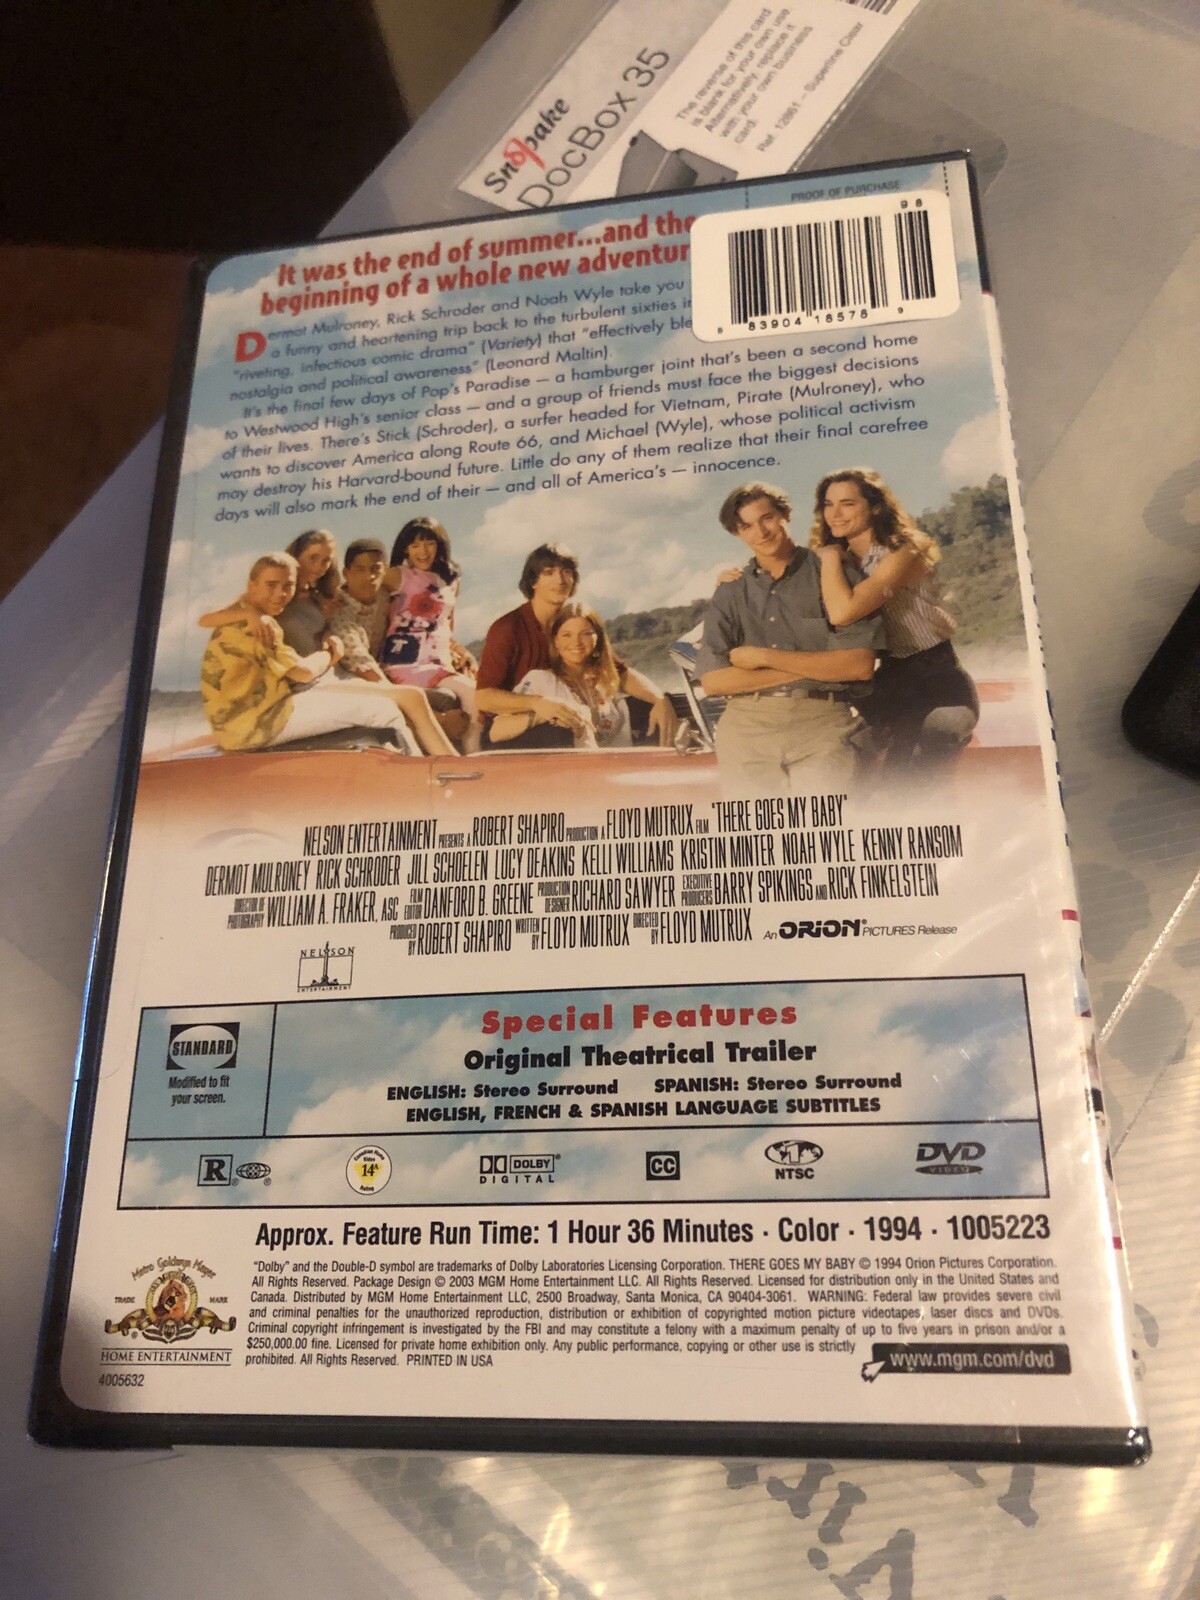 Snopake
DocBox 35
The reverse of this card
is blank for your own use
Alternatively, replace it
with your own business
card.
Ref: 12861 - Superline Clear
PROOF OF PURCHASE
98
8 83904 18578 9
It was the end of summer...and the
beginning of a whole new adventur
Dermot Mulroney, Rick Schroder and Noah Wyle take you
a funny and heartening trip back to the turbulent sixties in
"riveting, infectious comic drama" (Variety) that "effectively ble
nostalgia and political awareness" (Leonard Maltin).
It's the final few days of Pop's Paradise — a hamburger joint that's been a second home
to Westwood High's senior class — and a group of friends must face the biggest decisions
of their lives. There's Stick (Schroder), a surfer headed for Vietnam, Pirate (Mulroney), who
wants to discover America along Route 66, and Michael (Wyle), whose political activism
may destroy his Harvard-bound future. Little do any of them realize that their final carefree
days will also mark the end of their — and all of America's — innocence.
NELSON ENTERTAINMENT PRESENTS A ROBERT SHAPIRO PRODUCTION A FLOYD MUTRUX FILM "THERE GOES MY BABY"
DERMOT MULRONEY RICK SCHRODER JILL SCHOELEN LUCY DEAKINS KELLI WILLIAMS KRISTIN MINTER NOAH WYLE KENNY RANSOM
DIRECTOR OF PHOTOGRAPHY WILLIAM A. FRAKER, ASC FILM EDITOR DANFORD B. GREENE PRODUCTION DESIGNER RICHARD SAWYER EXECUTIVE PRODUCERS BARRY SPIKINGS AND RICK FINKELSTEIN
PRODUCED BY ROBERT SHAPIRO WRITTEN BY FLOYD MUTRUX DIRECTED BY FLOYD MUTRUX An ORION® PICTURES Release
NELSON
ENTERTAINMENT
STANDARD
Modified to fit
your screen.
Special Features
Original Theatrical Trailer
ENGLISH: Stereo Surround SPANISH: Stereo Surround
ENGLISH, FRENCH & SPANISH LANGUAGE SUBTITLES
R
Canadian Home
Video
14A
Rating
DOLBY
DIGITAL
CC
NTSC
DVD
VIDEO
Approx. Feature Run Time: 1 Hour 36 Minutes · Color · 1994 · 1005223
Metro Goldwyn Mayer
TRADE MARK
HOME ENTERTAINMENT
4005632
"Dolby" and the Double-D symbol are trademarks of Dolby Laboratories Licensing Corporation. THERE GOES MY BABY © 1994 Orion Pictures Corporation.
All Rights Reserved. Package Design © 2003 MGM Home Entertainment LLC. All Rights Reserved. Licensed for distribution only in the United States and
Canada. Distributed by MGM Home Entertainment LLC, 2500 Broadway, Santa Monica, CA 90404-3061. WARNING: Federal law provides severe civil
and criminal penalties for the unauthorized reproduction, distribution or exhibition of copyrighted motion picture videotapes, laser discs and DVDs.
Criminal copyright infringement is investigated by the FBI and may constitute a felony with a maximum penalty of up to five years in prison and/or a
$250,000.00 fine. Licensed for private home exhibition only. Any public performance, copying or other use is strictly
prohibited. All Rights Reserved. PRINTED IN USA
www.mgm.com/dvd